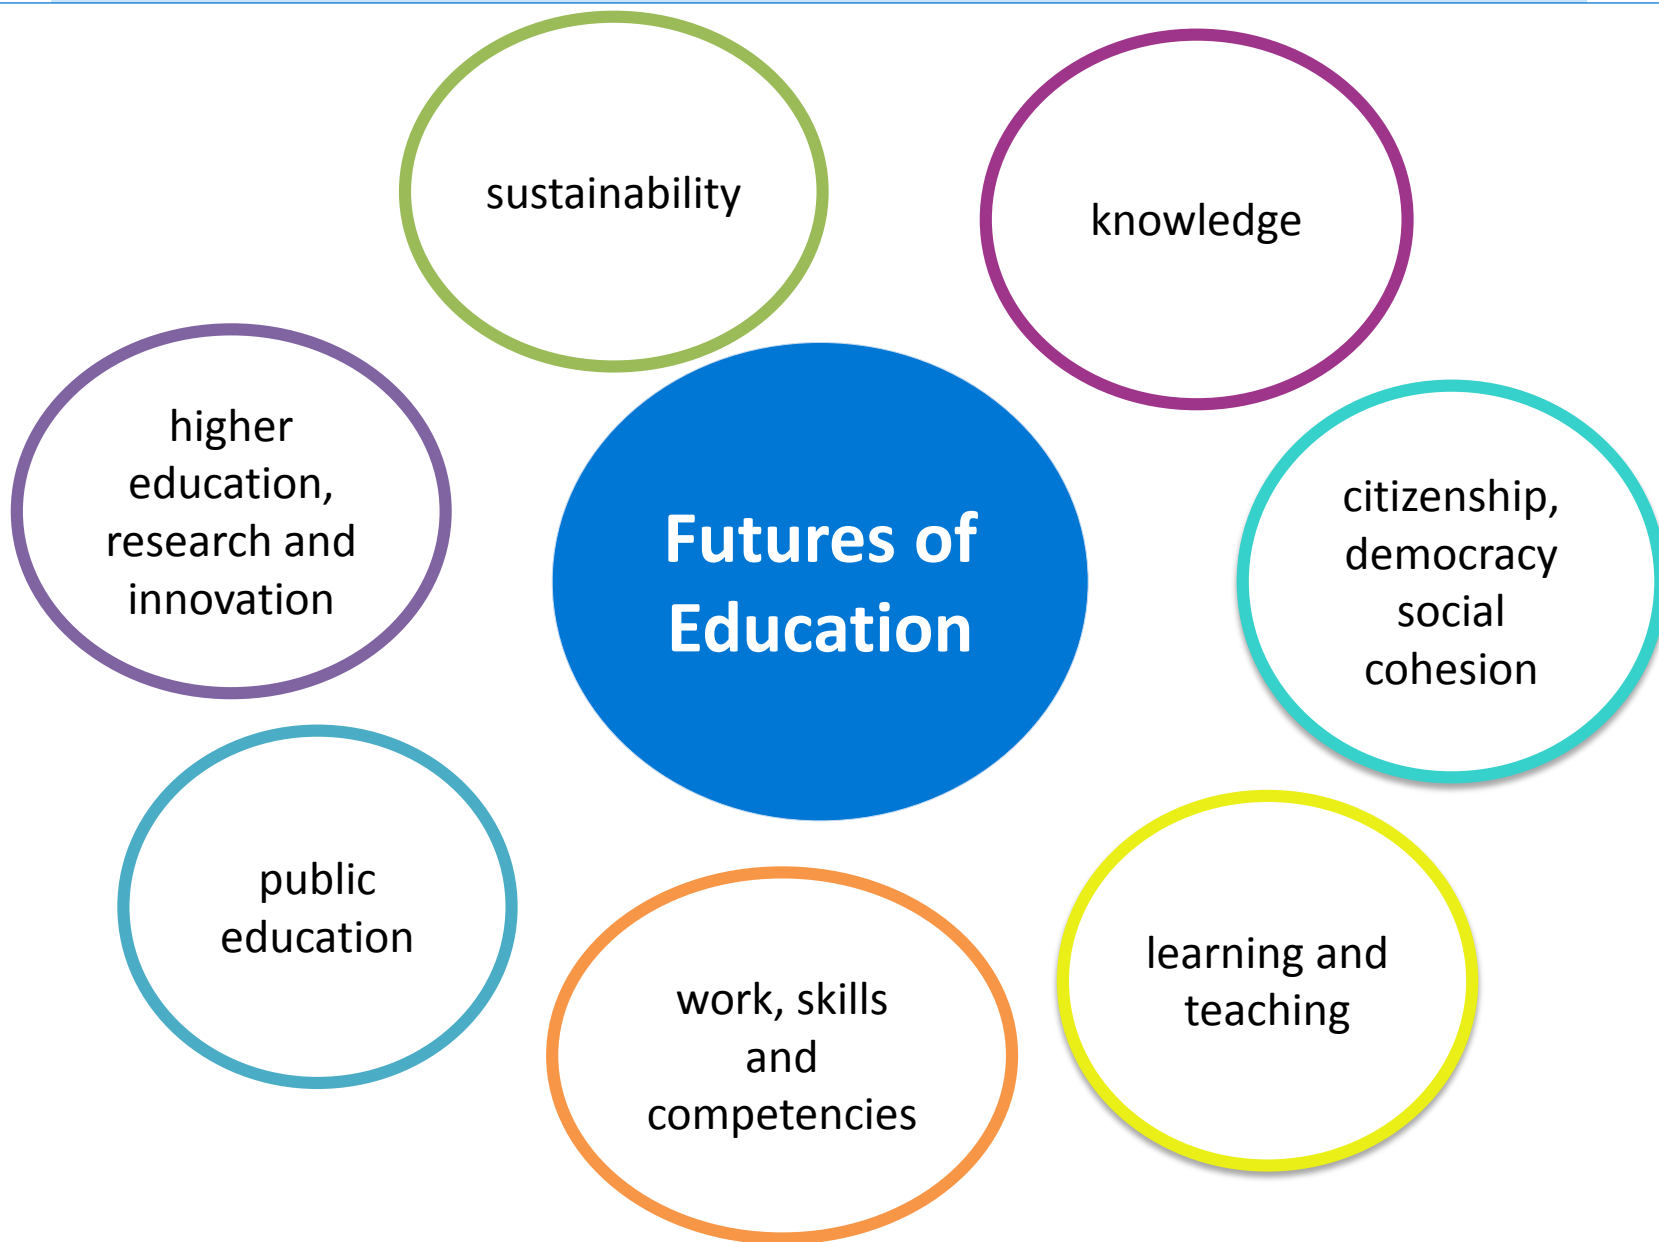 sustainability
knowledge
higher
education,
research and
innovation
Futures of
Education
citizenship,
democracy
social
cohesion
public
education
work, skills
and
competencies
learning and
teaching